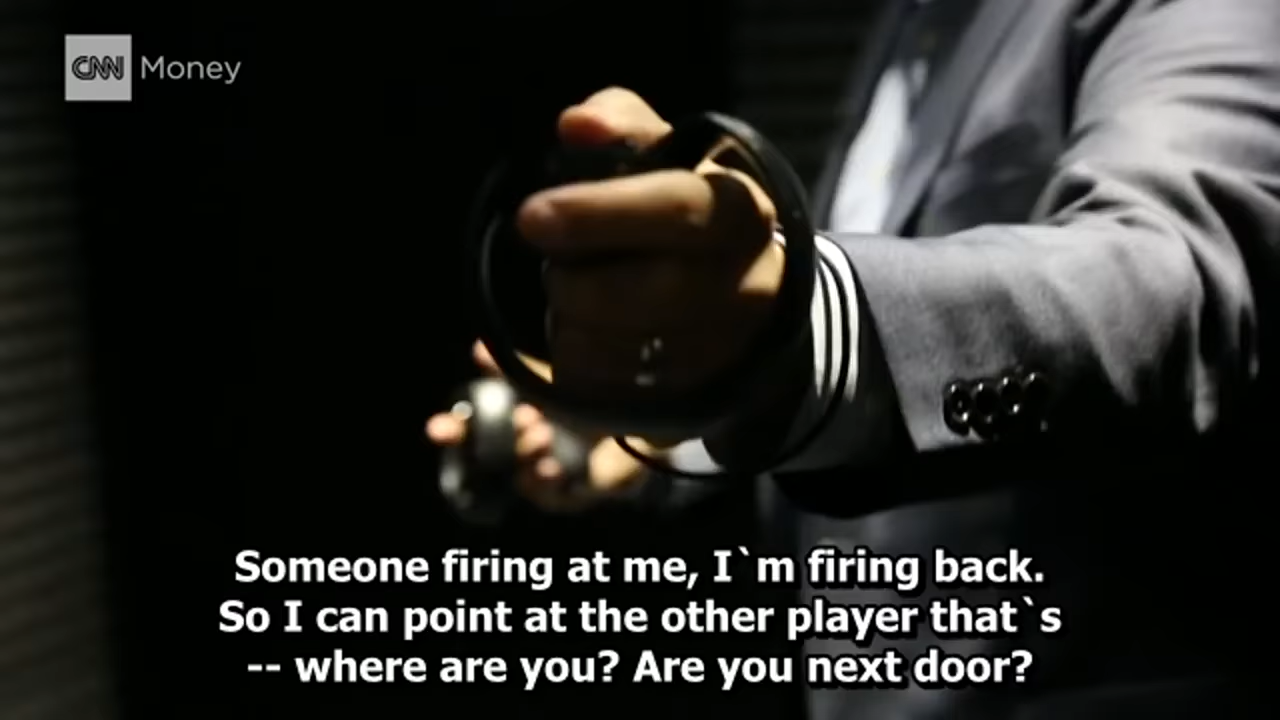 CNN Money
Someone firing at me, I`m firing back.
So I can point at the other player that`s
-- where are you? Are you next door?